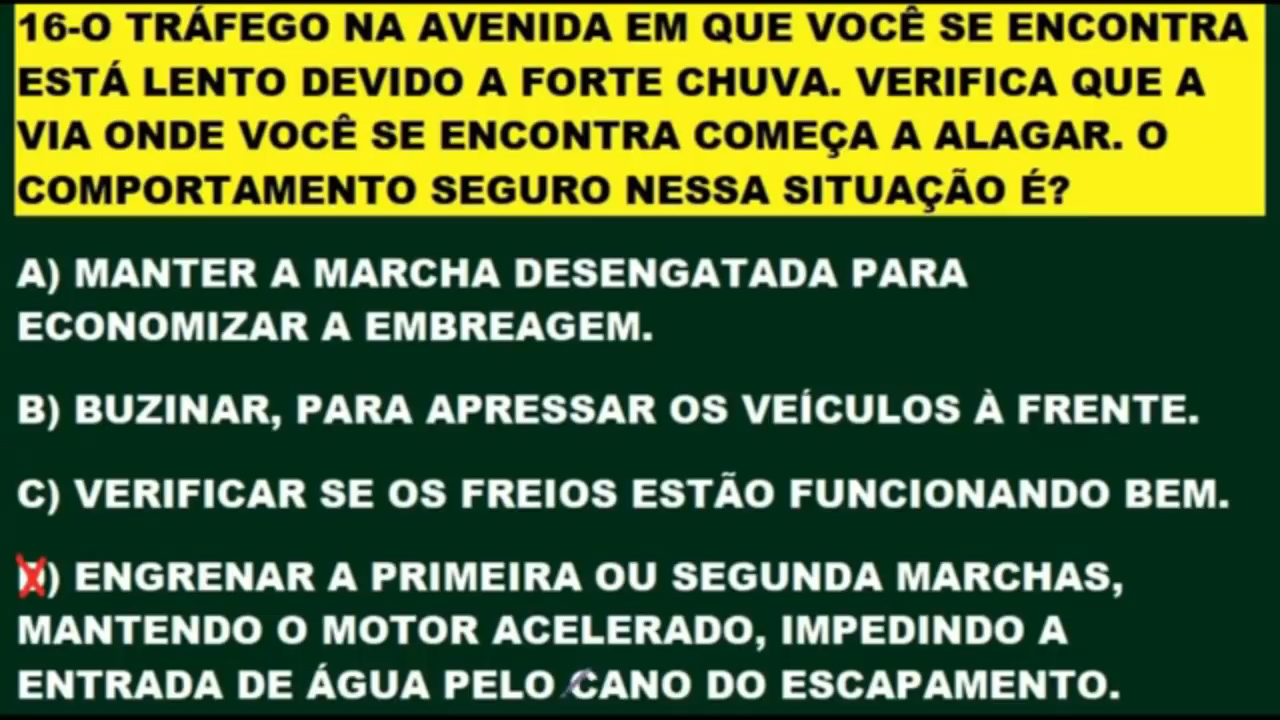 16-O TRÁFEGO NA AVENIDA EM QUE VOCÊ SE ENCONTRA
ESTÁ LENTO DEVIDO A FORTE CHUVA. VERIFICA QUE A
VIA ONDE VOCÊ SE ENCONTRA COMEÇA A ALAGAR. O
COMPORTAMENTO SEGURO NESSA SITUAÇÃO É?
A) MANTER A MARCHA DESENGATADA PARA
ECONOMIZAR A EMBREAGEM.
B) BUZINAR, PARA APRESSAR OS VEÍCULOS À FRENTE.
C) VERIFICAR SE OS FREIOS ESTÃO FUNCIONANDO BEM.
D) ENGRENAR A PRIMEIRA OU SEGUNDA MARCHAS,
MANTENDO O MOTOR ACELERADO, IMPEDINDO A
ENTRADA DE ÁGUA PELO CANO DO ESCAPAMENTO.